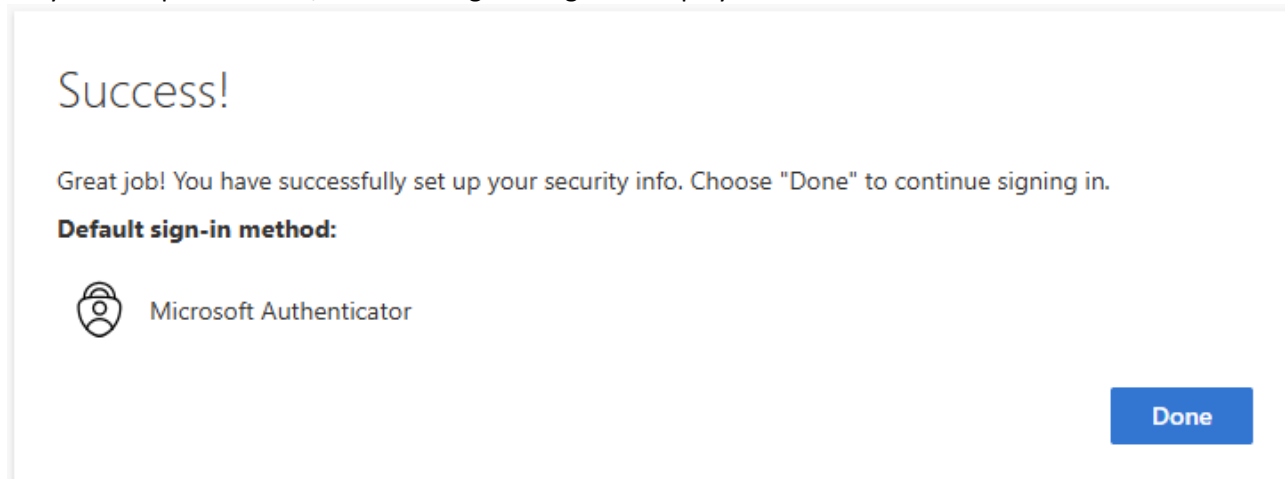 Success!
Great job! You have successfully set up your security info. Choose "Done" to continue signing in.
Default sign-in method:
Microsoft Authenticator
Done